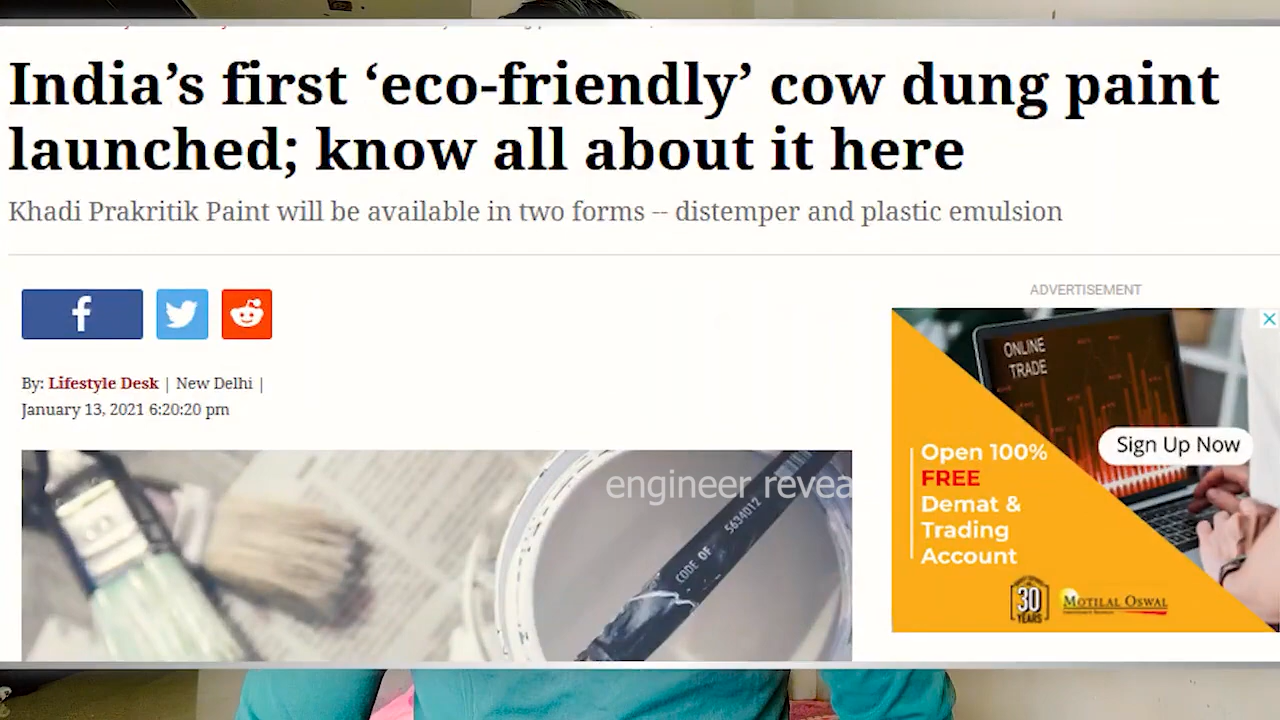 India's first ‘eco-friendly’ cow dung paint
launched; know all about it here
Khadi Prakritik Paint will be available in two forms -- distemper and plastic emulsion
By: Lifestyle Desk | New Delhi |
January 13, 2021 6:20:20 pm
engineer revea
CODE OF 5634012
ADVERTISEMENT
ONLINE
TRADE
Sign Up Now
Open 100%
FREE
Demat &
Trading
Account
30
YEARS
MOTILAL OSWAL